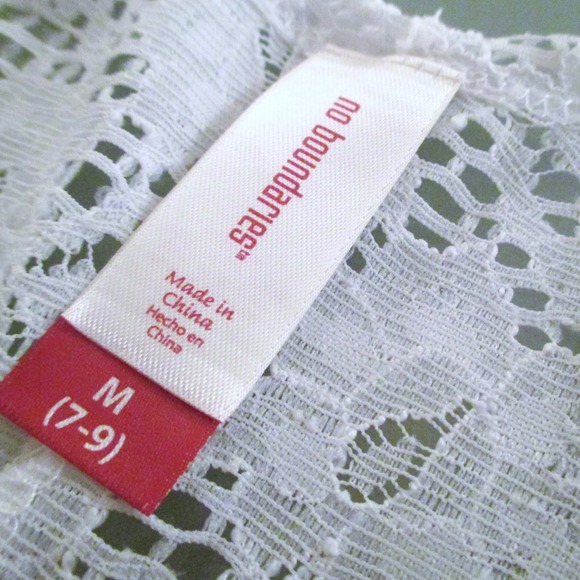 no boundaries™
Made in
China
Hecho en
China
M
(7-9)